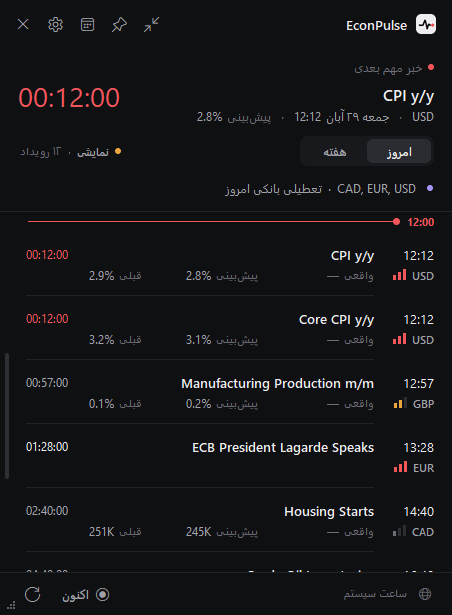 EconPulse
خبر مهم بعدی
CPI y/y
00:12:00
USD · جمعه ۲۹ آبان 12:12 · پیش‌بینی 2.8%
امروز
هفته
نمایشی · ۱۲ رویداد
CAD, EUR, USD · تعطیلی بانکی امروز
12:00
12:12 CPI y/y 00:12:00
USD واقعی — پیش‌بینی 2.8% قبلی 2.9%
12:12 Core CPI y/y 00:12:00
USD واقعی — پیش‌بینی 3.1% قبلی 3.2%
12:57 Manufacturing Production m/m 00:57:00
GBP واقعی — پیش‌بینی 0.2% قبلی 0.1%
13:28 ECB President Lagarde Speaks 01:28:00
EUR
14:40 Housing Starts 02:40:00
CAD واقعی — پیش‌بینی 245K قبلی 251K
ساعت سیستم
اکنون